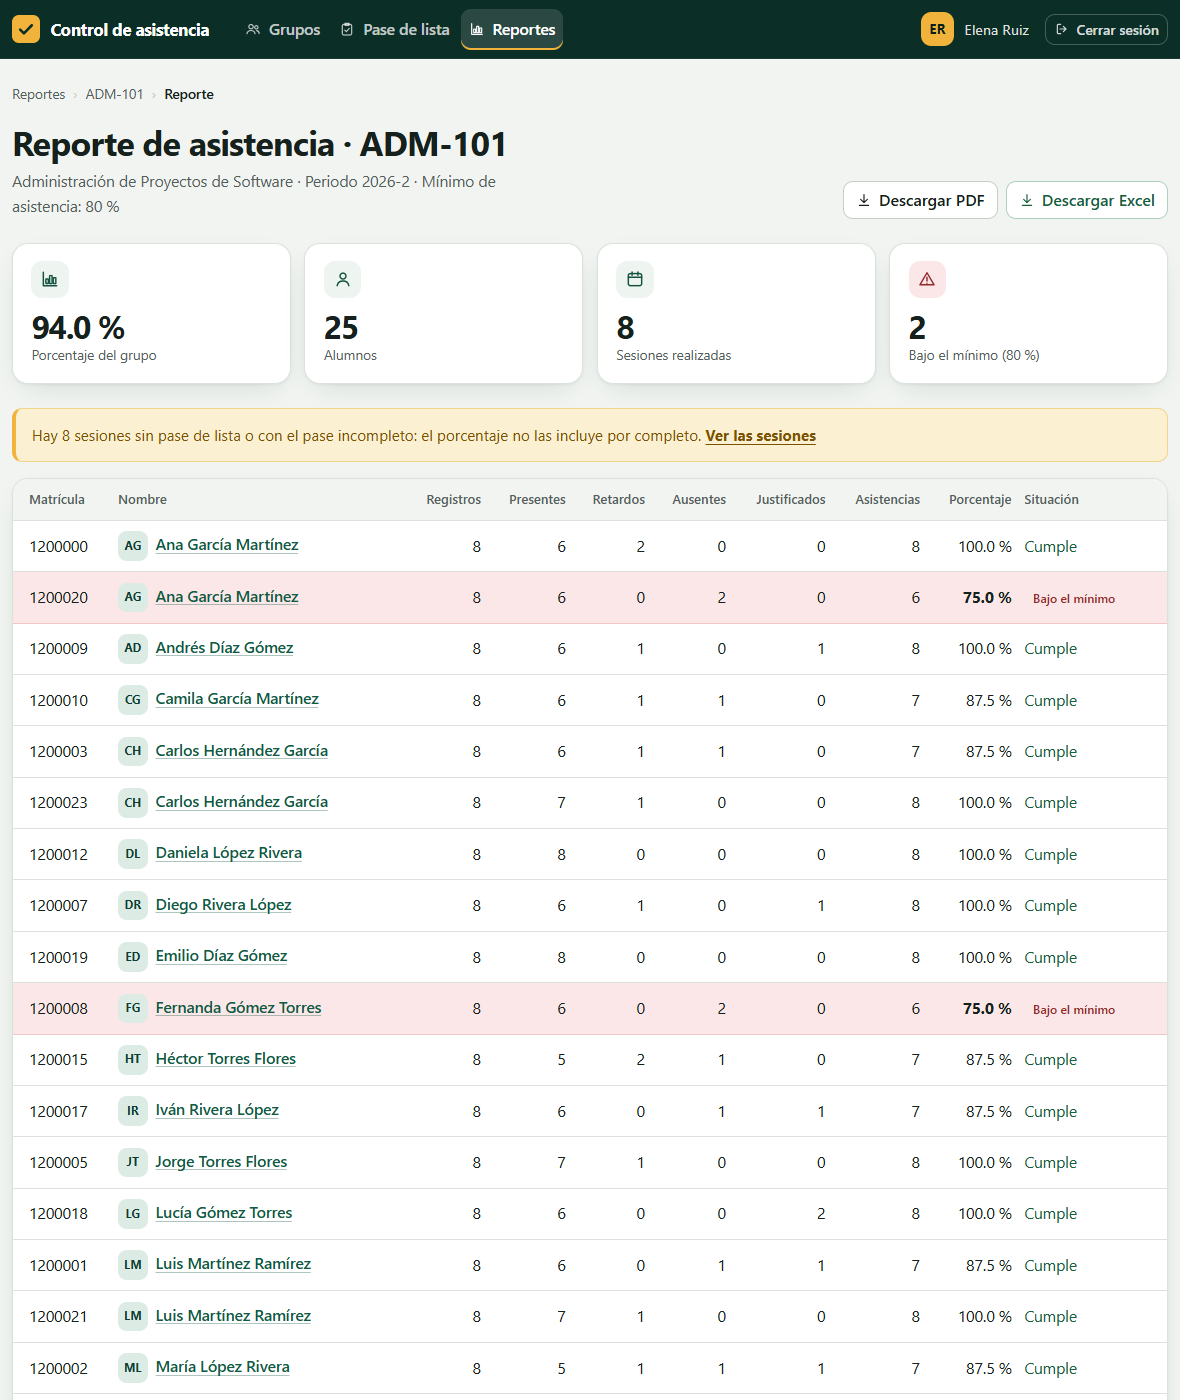 Control de asistencia Grupos Pase de lista Reportes ER Elena Ruiz Cerrar sesión
Reportes › ADM-101 › Reporte
Reporte de asistencia · ADM-101
Administración de Proyectos de Software · Periodo 2026-2 · Mínimo de
asistencia: 80 %
Descargar PDF Descargar Excel
94.0 %
Porcentaje del grupo
25
Alumnos
8
Sesiones realizadas
2
Bajo el mínimo (80 %)
Hay 8 sesiones sin pase de lista o con el pase incompleto: el porcentaje no las incluye por completo. Ver las sesiones
Matrícula Nombre Registros Presentes Retardos Ausentes Justificados Asistencias Porcentaje Situación
1200000 AG Ana García Martínez 8 6 2 0 0 8 100.0 % Cumple
1200020 AG Ana García Martínez 8 6 0 2 0 6 75.0 % Bajo el mínimo
1200009 AD Andrés Díaz Gómez 8 6 1 0 1 8 100.0 % Cumple
1200010 CG Camila García Martínez 8 6 1 1 0 7 87.5 % Cumple
1200003 CH Carlos Hernández García 8 6 1 1 0 7 87.5 % Cumple
1200023 CH Carlos Hernández García 8 7 1 0 0 8 100.0 % Cumple
1200012 DL Daniela López Rivera 8 8 0 0 0 8 100.0 % Cumple
1200007 DR Diego Rivera López 8 6 1 0 1 8 100.0 % Cumple
1200019 ED Emilio Díaz Gómez 8 8 0 0 0 8 100.0 % Cumple
1200008 FG Fernanda Gómez Torres 8 6 0 2 0 6 75.0 % Bajo el mínimo
1200015 HT Héctor Torres Flores 8 5 2 1 0 7 87.5 % Cumple
1200017 IR Iván Rivera López 8 6 0 1 1 7 87.5 % Cumple
1200005 JT Jorge Torres Flores 8 7 1 0 0 8 100.0 % Cumple
1200018 LG Lucía Gómez Torres 8 6 0 0 2 8 100.0 % Cumple
1200001 LM Luis Martínez Ramírez 8 6 0 1 1 7 87.5 % Cumple
1200021 LM Luis Martínez Ramírez 8 7 1 0 0 8 100.0 % Cumple
1200002 ML María López Rivera 8 5 1 1 1 7 87.5 % Cumple